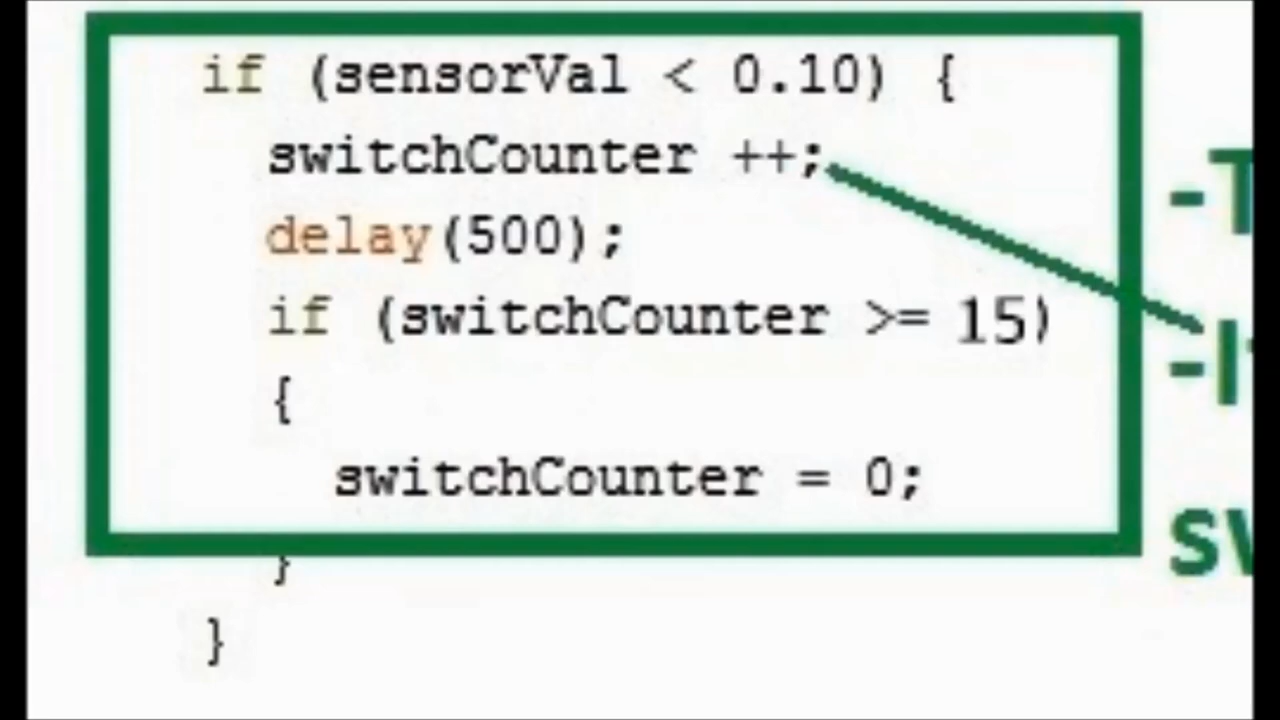 if (sensorVal < 0.10) {
switchCounter ++;
delay(500);
if (switchCounter >= 15)
{
switchCounter = 0;
}
}